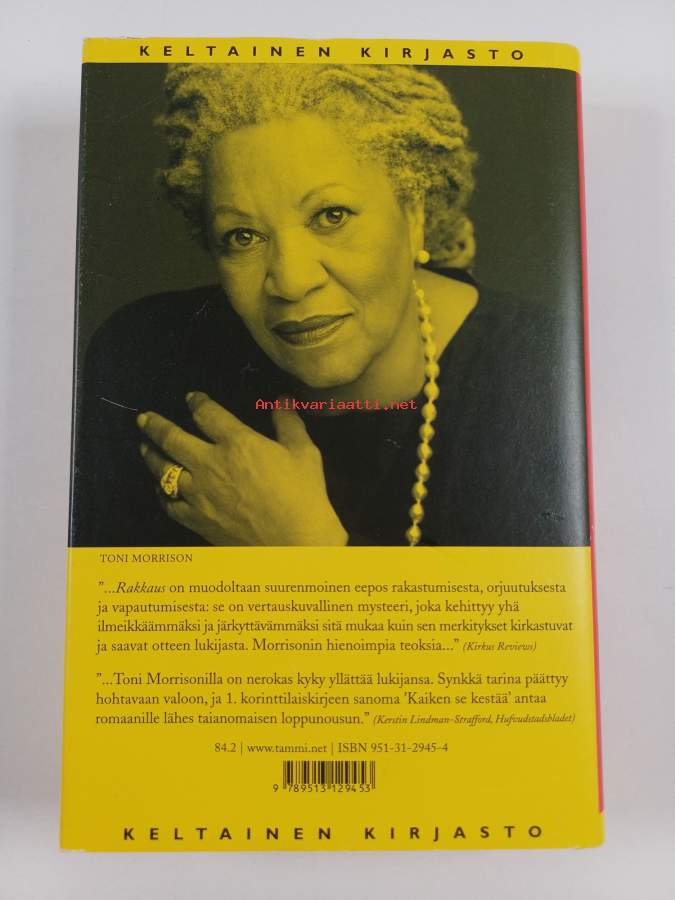 KELTAINEN KIRJASTO
Antikvariaatti.net
TONI MORRISON
”...Rakkaus on muodoltaan suurenmoinen eepos rakastumisesta, orjuutuksesta
ja vapautumisesta: se on vertauskuvallinen mysteeri, joka kehittyy yhä
ilmeikkäämmäksi ja järkyttävämmäksi sitä mukaa kuin sen merkitykset kirkastuvat
ja saavat otteen lukijasta. Morrisonin hienoimpia teoksia...” (Kirkus Reviews)
”...Toni Morrisonilla on nerokas kyky yllättää lukijansa. Synkkä tarina päättyy
hohtavaan valoon, ja 1. korinttilaiskirjeen sanoma ’Kaiken se kestää’ antaa
romaanille lähes taianomaisen loppunousun.” (Kerstin Lindman-Strafford, Hufvudstadsbladet)
84.2 | www.tammi.net | ISBN 951-31-2945-4
9 789513 129453
KELTAINEN KIRJASTO